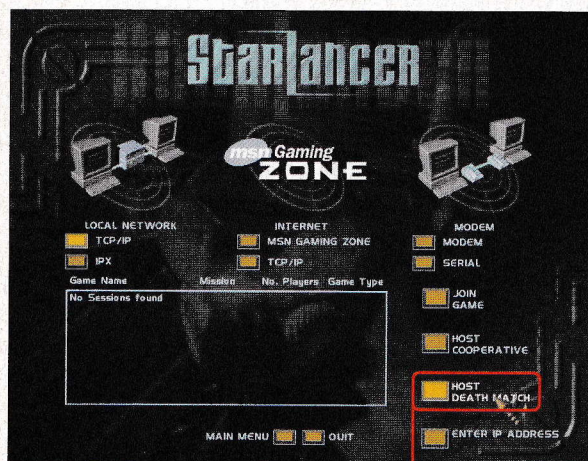 STARLANCER
msn Gaming
ZONE
LOCAL NETWORK
TCP/IP
IPX
INTERNET
MSN GAMING ZONE
TCP/IP
MODEM
MODEM
SERIAL
Game Name Mission No. Players Game Type
No Sessions found
JOIN
GAME
HOST
COOPERATIVE
HOST
DEATH MATCH
ENTER IP ADDRESS
MAIN MENU QUIT